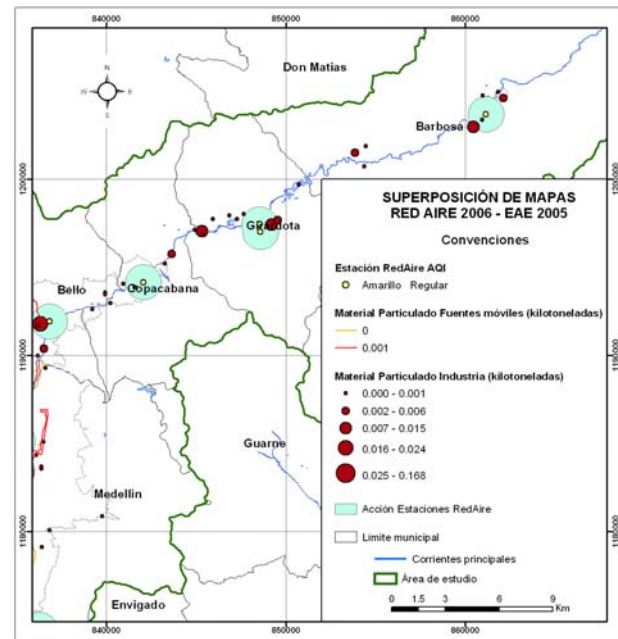 840000 850000 860000
N
W E
S
Don Matías
Barbosa
1200000 1200000
Girardota
Copacabana
Bello
1190000 1190000
Guarne
Medellín
1180000 1180000
Envigado
840000 850000 860000
SUPERPOSICIÓN DE MAPAS
RED AIRE 2006 - EAE 2005
Convenciones
Estación RedAire AQI
Amarillo Regular
Material Particulado Fuentes móviles (kilotoneladas)
0
0.001
Material Particulado Industria (kilotoneladas)
0.000 - 0.001
0.002 - 0.006
0.007 - 0.015
0.016 - 0.024
0.025 - 0.168
Acción Estaciones RedAire
Limite municipal
Corrientes principales
Área de estudio
0 1.5 3 6 9
Km